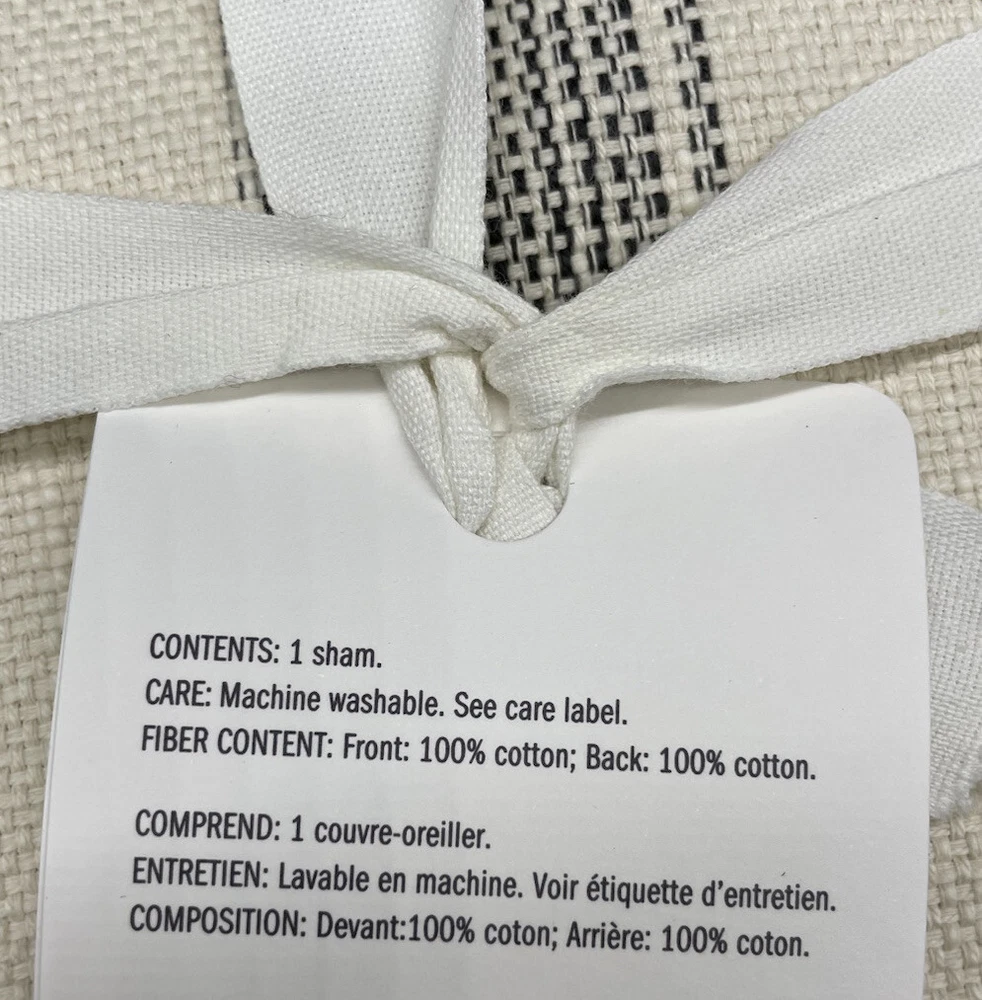 CONTENTS: 1 sham.
CARE: Machine washable. See care label.
FIBER CONTENT: Front: 100% cotton; Back: 100% cotton.
COMPREND: 1 couvre-oreiller.
ENTRETIEN: Lavable en machine. Voir étiquette d'entretien.
COMPOSITION: Devant:100% coton; Arrière: 100% coton.